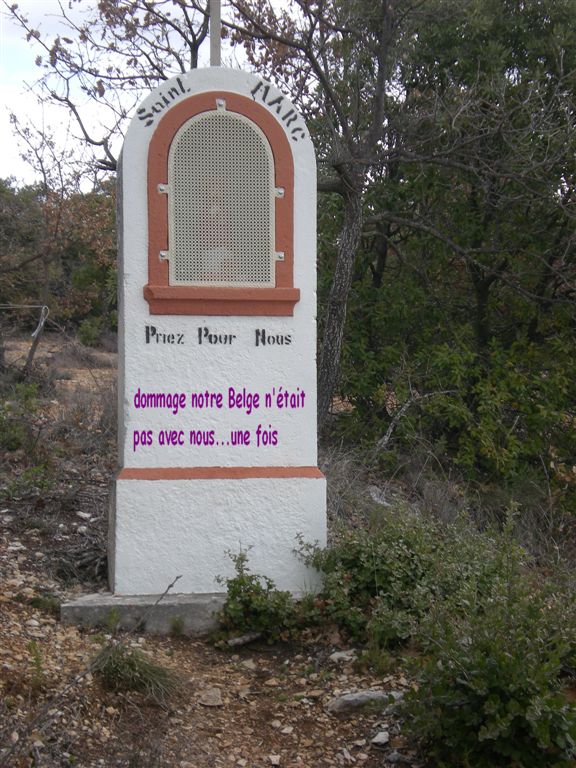 Saint MARC
Priez Pour Nous
dommage notre Belge n'était
pas avec nous...une fois